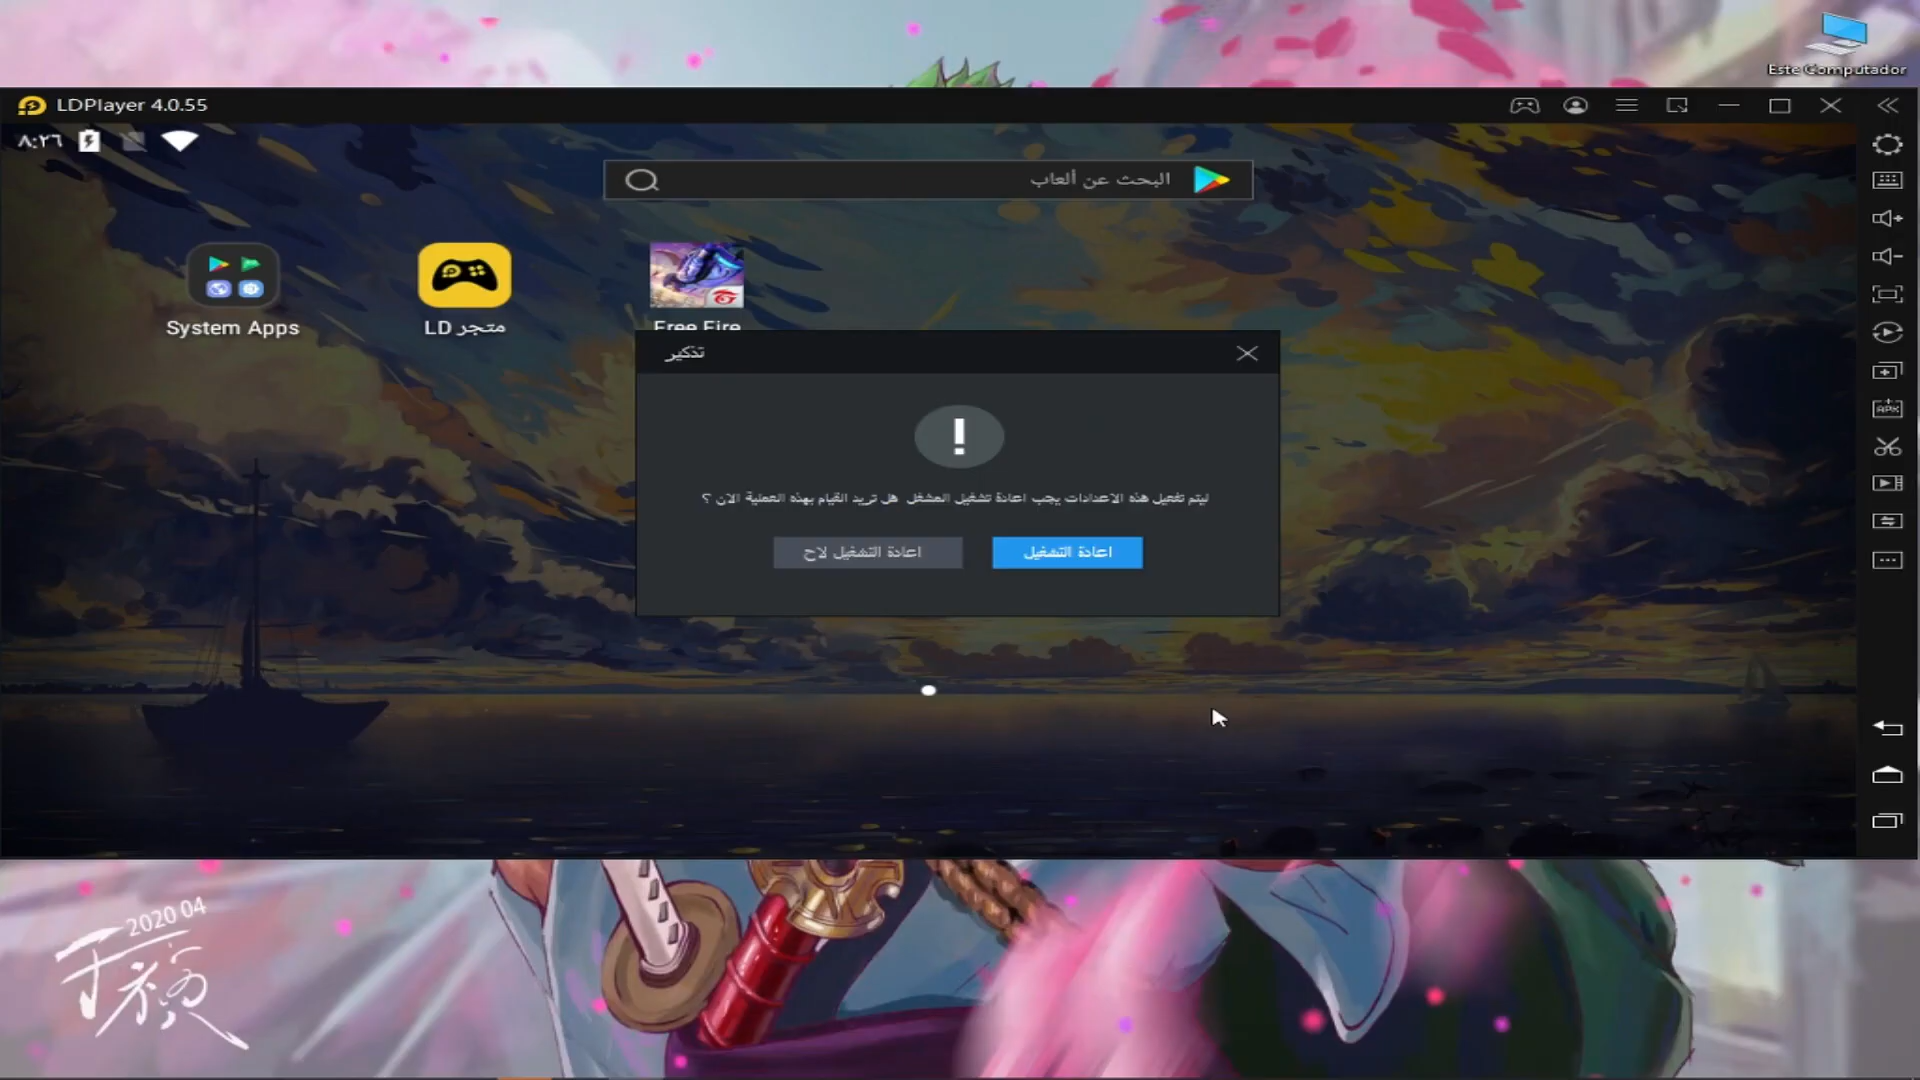 Este Computador
LDPlayer 4.0.55
٨:٢٦
البحث عن ألعاب
System Apps
متجر LD
Free Fire
تذكير
ليتم تفعيل هذه الاعدادات يجب اعادة تشغيل المشغل هل تريد القيام بهذه العملية الان ؟
اعادة التشغيل
اعادة التشغيل لاح
APK
2020 04